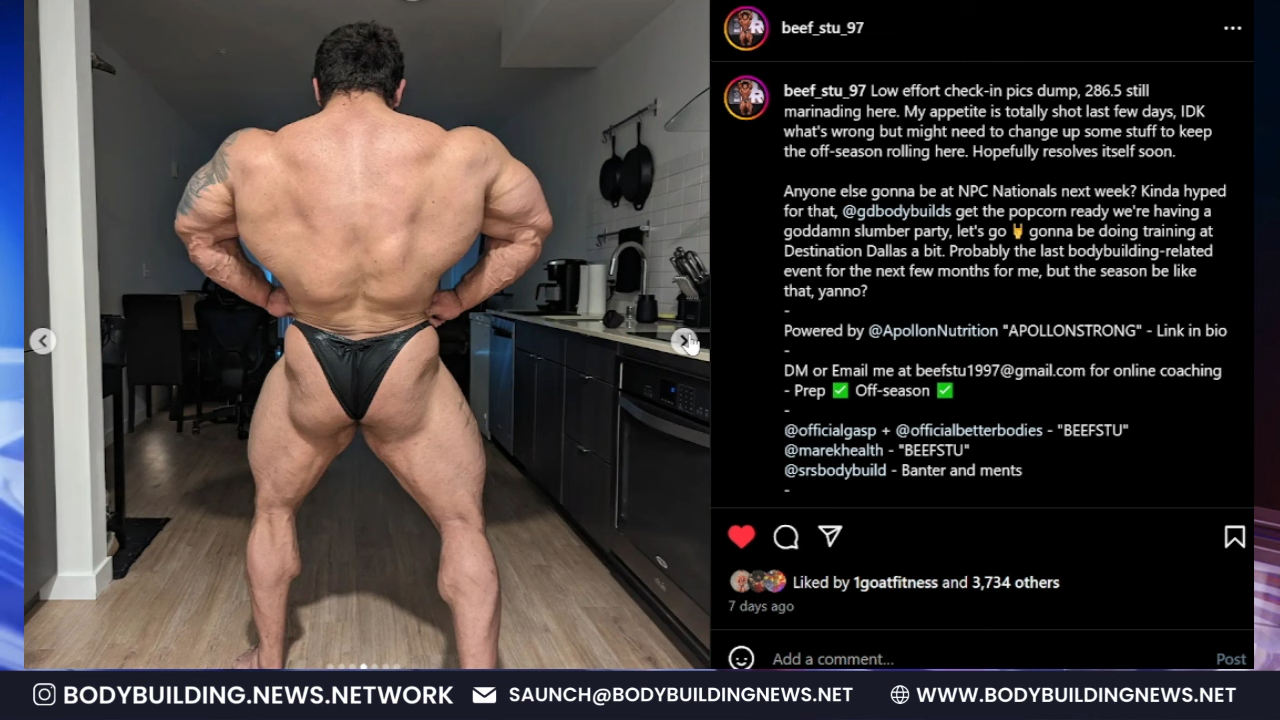 beef_stu_97
beef_stu_97 Low effort check-in pics dump, 286.5 still
marinading here. My appetite is totally shot last few days, IDK
what's wrong but might need to change up some stuff to keep
the off-season rolling here. Hopefully resolves itself soon.
Anyone else gonna be at NPC Nationals next week? Kinda hyped
for that, @gdbodybuilds get the popcorn ready we're having a
goddamn slumber party, let's go 🤘 gonna be doing training at
Destination Dallas a bit. Probably the last bodybuilding-related
event for the next few months for me, but the season be like
that, yanno?
-
Powered by @ApollonNutrition "APOLLONSTRONG" - Link in bio
-
DM or Email me at beefstu1997@gmail.com for online coaching
- Prep ✅ Off-season ✅
-
@officialgasp + @officialbetterbodies - "BEEFSTU"
@marekhealth - "BEEFSTU"
@srsbodybuild - Banter and ments
-
Liked by 1goatfitness and 3,734 others
7 days ago
Add a comment... Post
BODYBUILDING.NEWS.NETWORK SAUNCH@BODYBUILDINGNEWS.NET WWW.BODYBUILDINGNEWS.NET